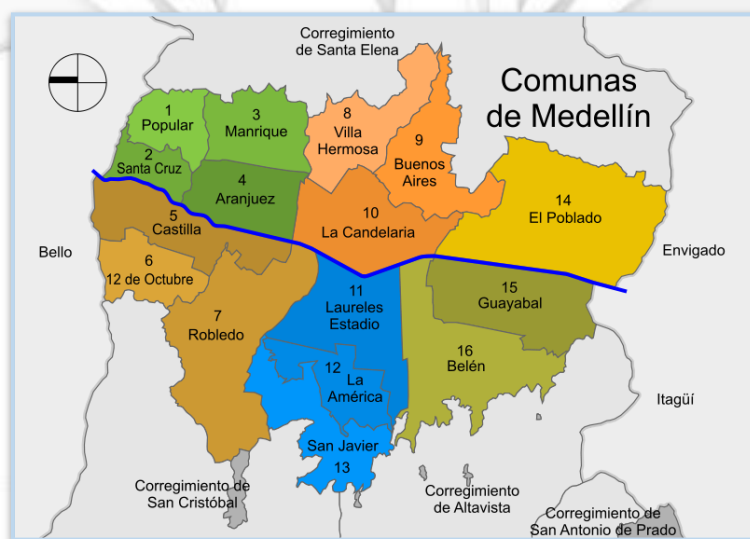 Corregimiento
de Santa Elena
Comunas
de Medellín
1
Popular
3
Manrique
8
Villa
Hermosa
9
Buenos
Aires
2
Santa Cruz
4
Aranjuez
14
El Poblado
10
La Candelaria
5
Castilla
Bello
Envigado
6
12 de Octubre
7
Robledo
11
Laureles
Estadio
15
Guayabal
16
Belén
12
La
América
Itagüí
San Javier
13
Corregimiento de
San Cristóbal
Corregimiento
de Altavista
Corregimiento de
San Antonio de Prado